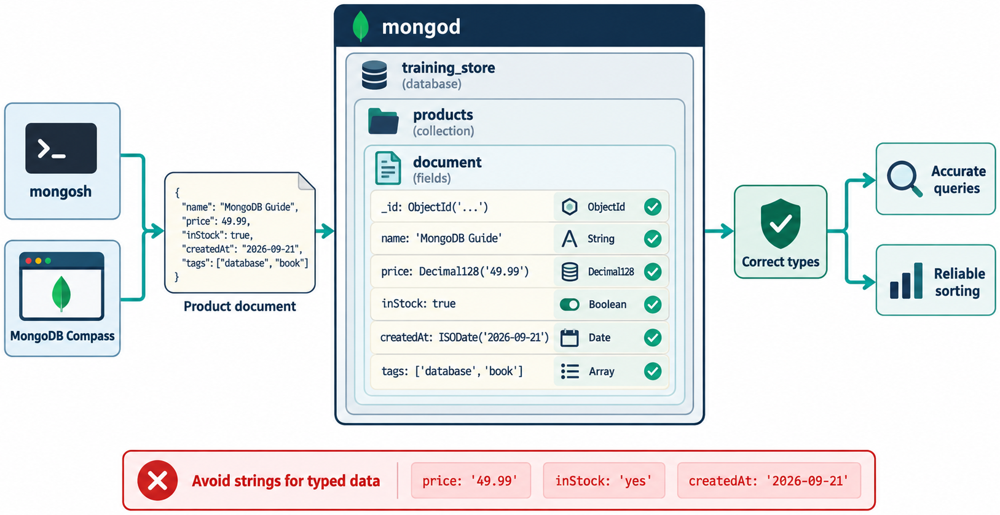 mongosh
MongoDB Compass
{
"name": "MongoDB Guide",
"price": 49.99,
"inStock": true,
"createdAt": "2026-09-21",
"tags": ["database", "book"]
}
Product document
mongod
training_store
(database)
products
(collection)
document
(fields)
_id: ObjectId('...') ObjectId
name: 'MongoDB Guide' String
price: Decimal128('49.99') Decimal128
inStock: true Boolean
createdAt: ISODate('2026-09-21') Date
tags: ['database', 'book'] Array
Correct types
Accurate
queries
Reliable
sorting
Avoid strings for typed data price: '49.99' inStock: 'yes' createdAt: '2026-09-21'